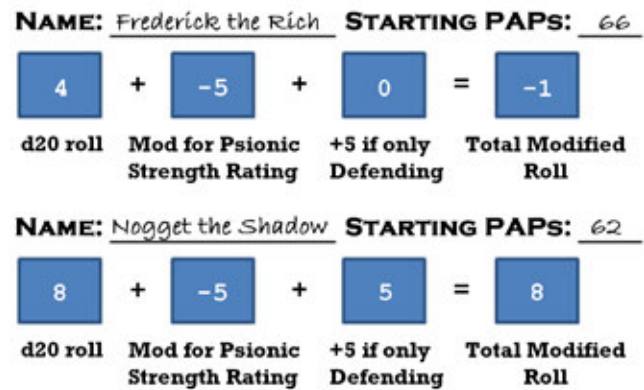 NAME: Frederick the Rich STARTING PAPS: 66
4 + -5 + 0 = -1
d20 roll Mod for Psionic +5 if only Total Modified
Strength Rating Defending Roll
NAME: Nogget the Shadow STARTING PAPS: 62
8 + -5 + 5 = 8
d20 roll Mod for Psionic +5 if only Total Modified
Strength Rating Defending Roll